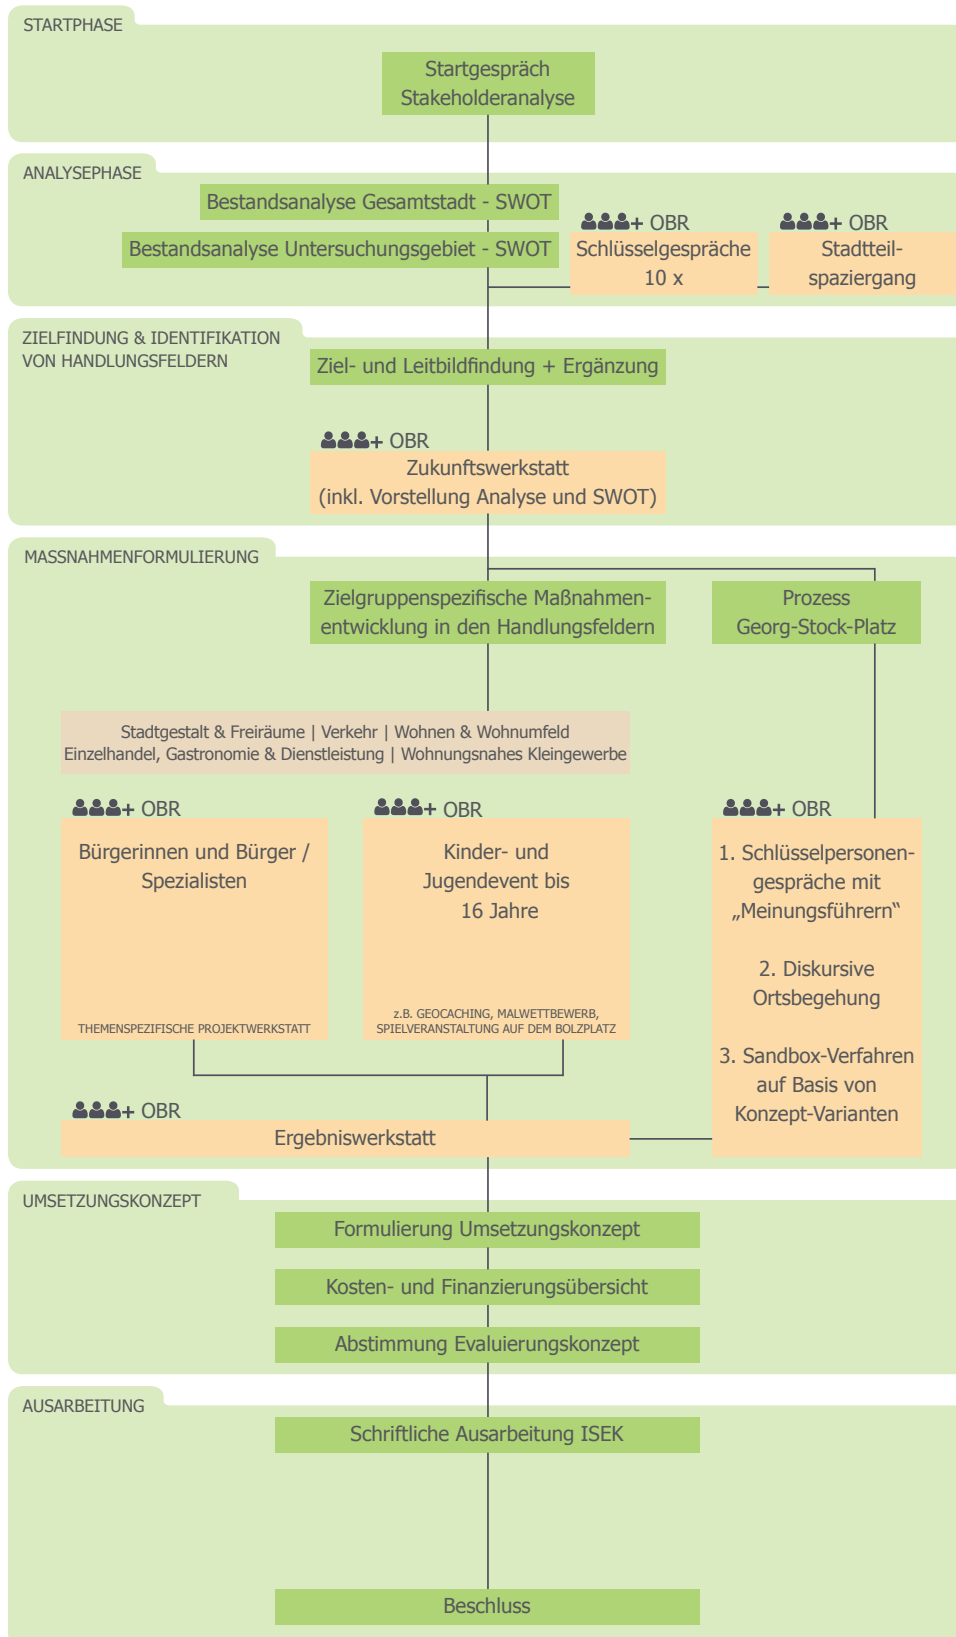 STARTPHASE
Startgespräch
Stakeholderanalyse
ANALYSEPHASE
Bestandsanalyse Gesamtstadt - SWOT
Bestandsanalyse Untersuchungsgebiet - SWOT
+ OBR
Schlüsselgespräche
10 x
+ OBR
Stadtteil-
spaziergang
ZIELFINDUNG & IDENTIFIKATION
VON HANDLUNGSFELDERN
Ziel- und Leitbildfindung + Ergänzung
+ OBR
Zukunftswerkstatt
(inkl. Vorstellung Analyse und SWOT)
MASSNAHMENFORMULIERUNG
Zielgruppenspezifische Maßnahmen-
entwicklung in den Handlungsfeldern
Prozess
Georg-Stock-Platz
Stadtgestalt & Freiräume | Verkehr | Wohnen & Wohnumfeld
Einzelhandel, Gastronomie & Dienstleistung | Wohnungsnahes Kleingewerbe
+ OBR
Bürgerinnen und Bürger /
Spezialisten
THEMENSPEZIFISCHE PROJEKTWERKSTATT
+ OBR
Kinder- und
Jugendevent bis
16 Jahre
z.B. GEOCACHING, MALWETTBEWERB,
SPIELVERANSTALTUNG AUF DEM BOLZPLATZ
+ OBR
1. Schlüsselpersonen-
gespräche mit
„Meinungsführern“
2. Diskursive
Ortsbegehung
3. Sandbox-Verfahren
auf Basis von
Konzept-Varianten
+ OBR
Ergebniswerkstatt
UMSETZUNGSKONZEPT
Formulierung Umsetzungskonzept
Kosten- und Finanzierungsübersicht
Abstimmung Evaluierungskonzept
AUSARBEITUNG
Schriftliche Ausarbeitung ISEK
Beschluss